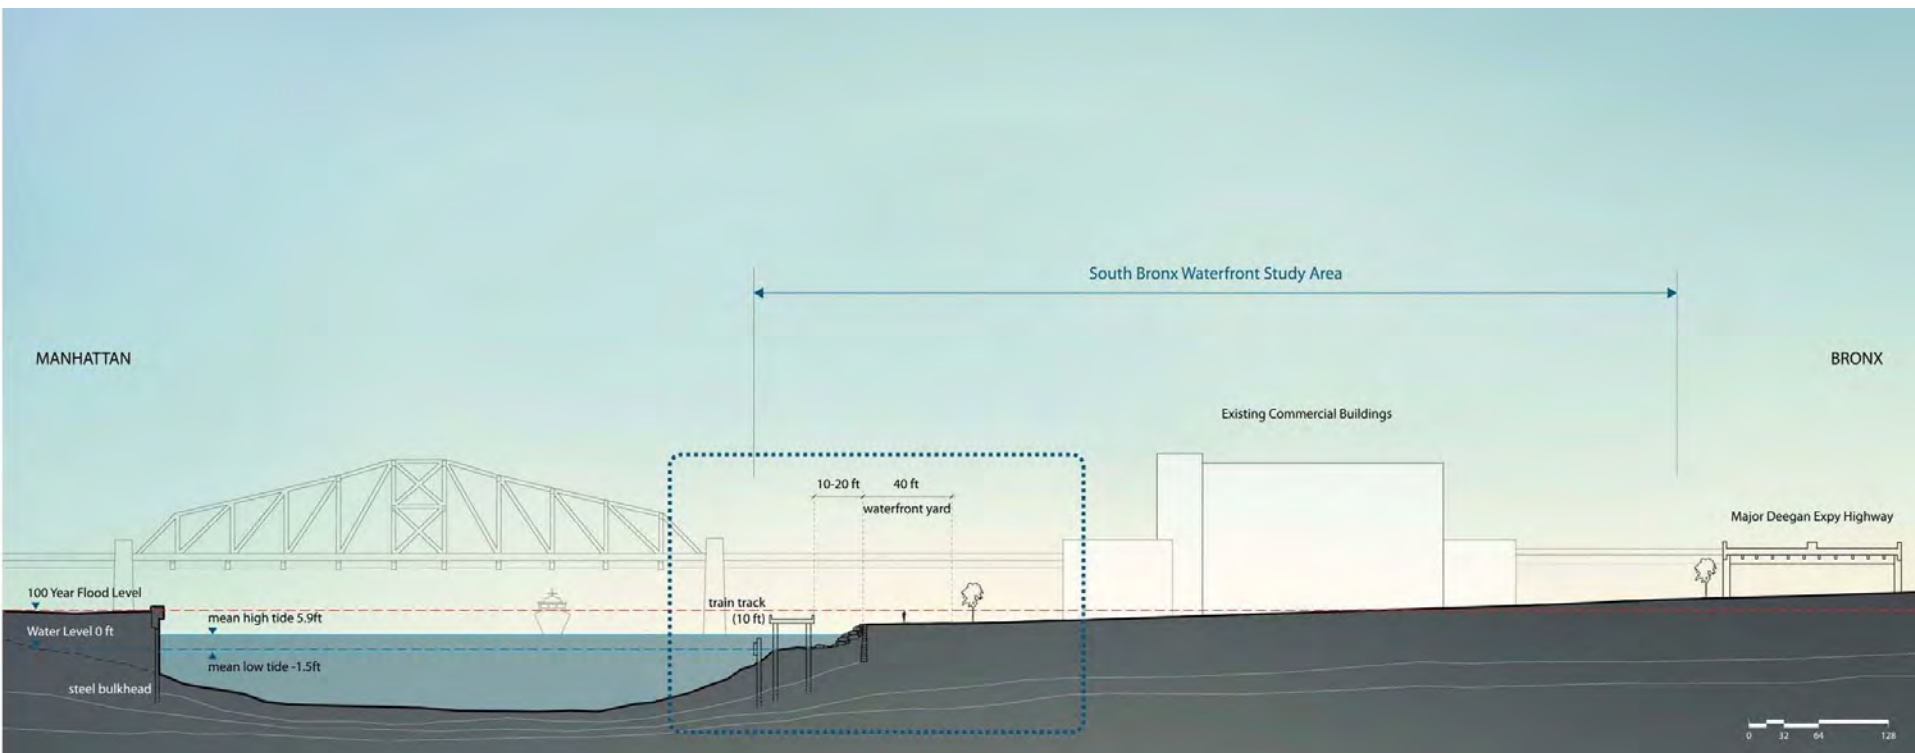 South Bronx Waterfront Study Area
MANHATTAN
BRONX
Existing Commercial Buildings
10-20 ft
40 ft
waterfront yard
Major Deegan Expy Highway
100 Year Flood Level
train track
(10 ft)
mean high tide 5.9ft
Water Level 0 ft
mean low tide -1.5ft
steel bulkhead
0 32 64 128